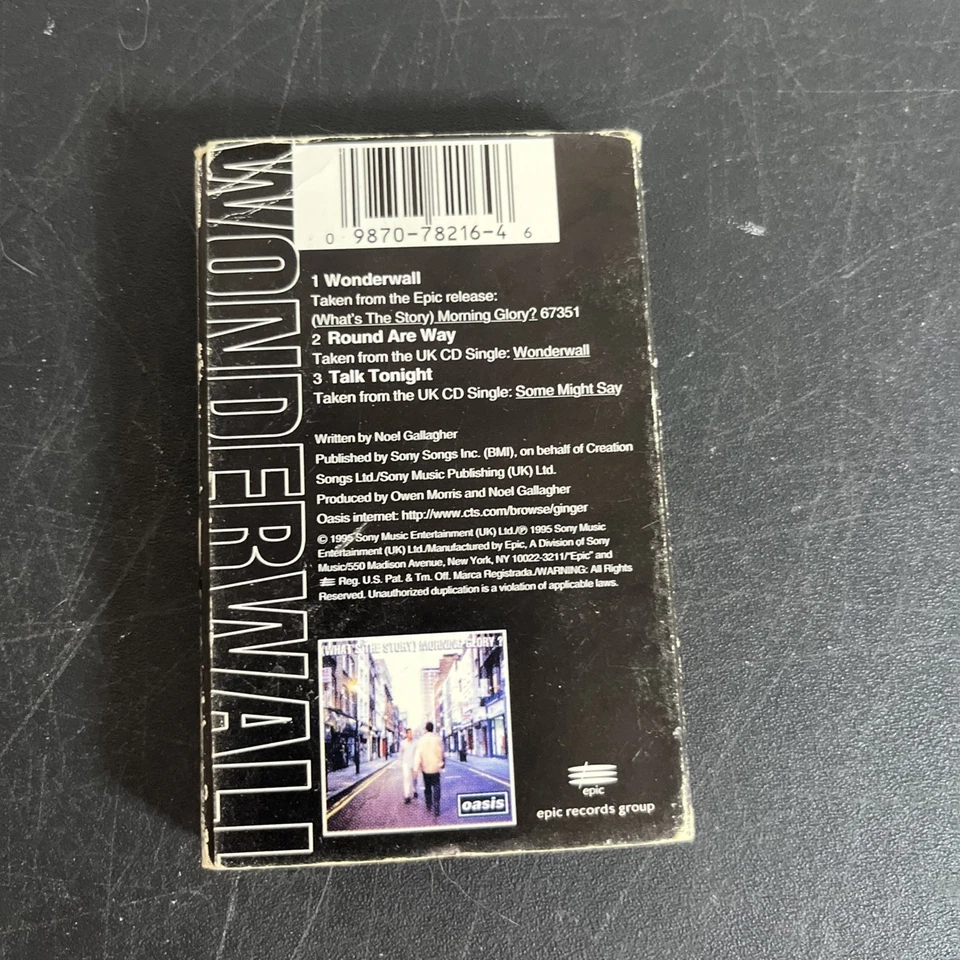 WONDERWALL
0 9870-78216-4 6
1 Wonderwall
Taken from the Epic release:
(What's The Story) Morning Glory? 67351
2 Round Are Way
Taken from the UK CD Single: Wonderwall
3 Talk Tonight
Taken from the UK CD Single: Some Might Say
Written by Noel Gallagher
Published by Sony Songs Inc. (BMI), on behalf of Creation
Songs Ltd./Sony Music Publishing (UK) Ltd.
Produced by Owen Morris and Noel Gallagher
Oasis internet: http://www.cts.com/browse/ginger
© 1995 Sony Music Entertainment (UK) Ltd./℗ 1995 Sony Music
Entertainment (UK) Ltd./Manufactured by Epic, A Division of Sony
Music/550 Madison Avenue, New York, NY 10022-3211/"Epic" and
Reg. U.S. Pat. & Tm. Off. Marca Registrada./WARNING: All Rights
Reserved. Unauthorized duplication is a violation of applicable laws.
(WHAT'S THE STORY) MORNING GLORY?
oasis
epic
epic records group